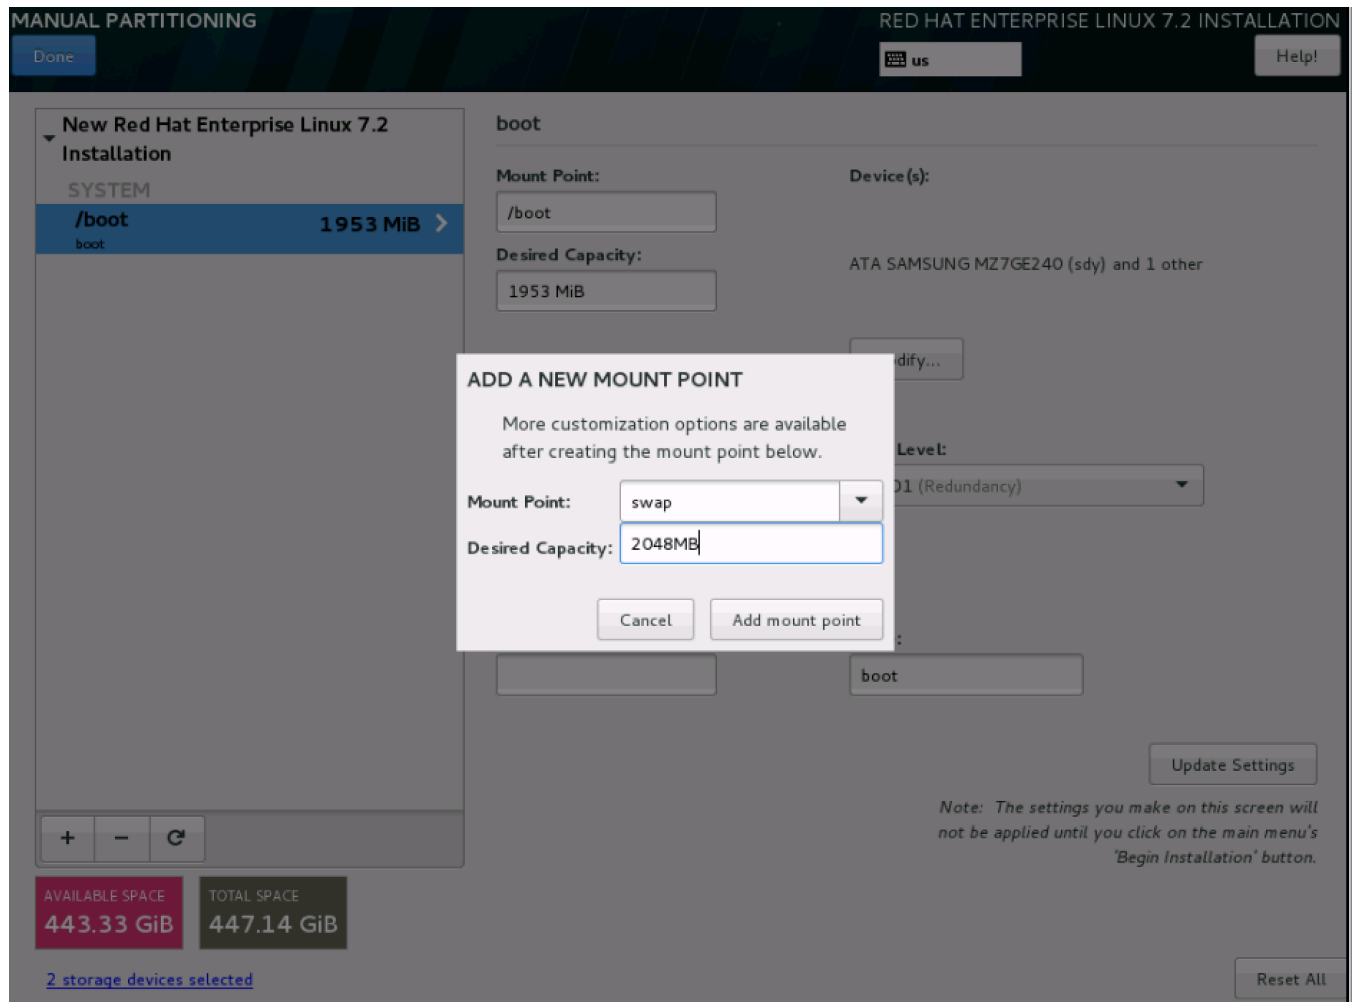 MANUAL PARTITIONING
RED HAT ENTERPRISE LINUX 7.2 INSTALLATION
Done
us
Help!
New Red Hat Enterprise Linux 7.2
Installation
SYSTEM
/boot
1953 MiB
boot
boot
Mount Point:
Device(s):
/boot
Desired Capacity:
ATA SAMSUNG MZ7GE240 (sdy) and 1 other
1953 MiB
dify...
ADD A NEW MOUNT POINT
More customization options are available
after creating the mount point below.
Level:
Mount Point:
swap
D1 (Redundancy)
Desired Capacity:
2048MB
Cancel
Add mount point
:
boot
Update Settings
Note: The settings you make on this screen will
not be applied until you click on the main menu's
'Begin Installation' button.
+ −
AVAILABLE SPACE
443.33 GiB
TOTAL SPACE
447.14 GiB
2 storage devices selected
Reset All